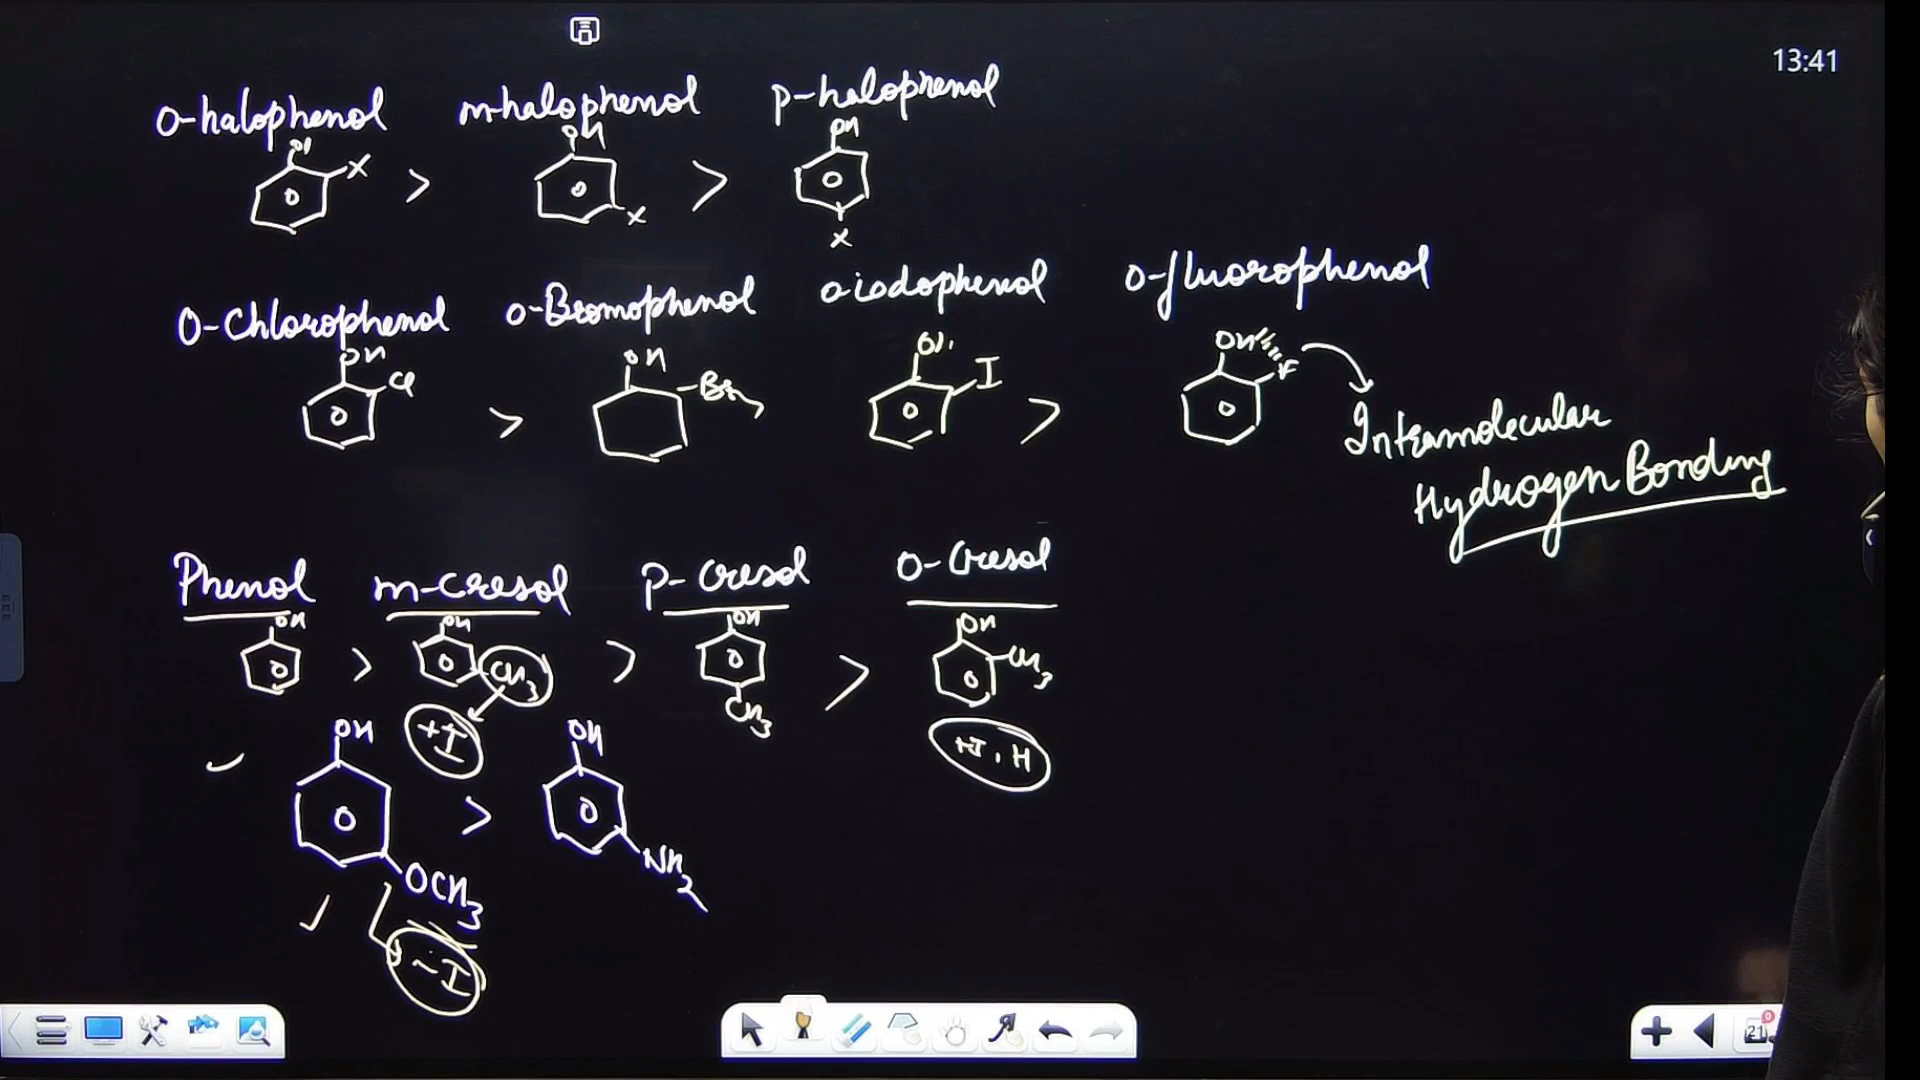 13:41
o-halophenol m-halophenol p-halophenol
OH OH OH
X > X > X
o-Chlorophenol o-Bromophenol o-iodophenol o-fluorophenol
OH OH OH OH
Cl > Br > I > F
Intramolecular
Hydrogen Bonding
Phenol m-cresol p-cresol o-cresol
OH OH OH OH
> CH3 > CH3 > CH3
+I +I, H
OH OH
>
OCH3 NH2
-I
21